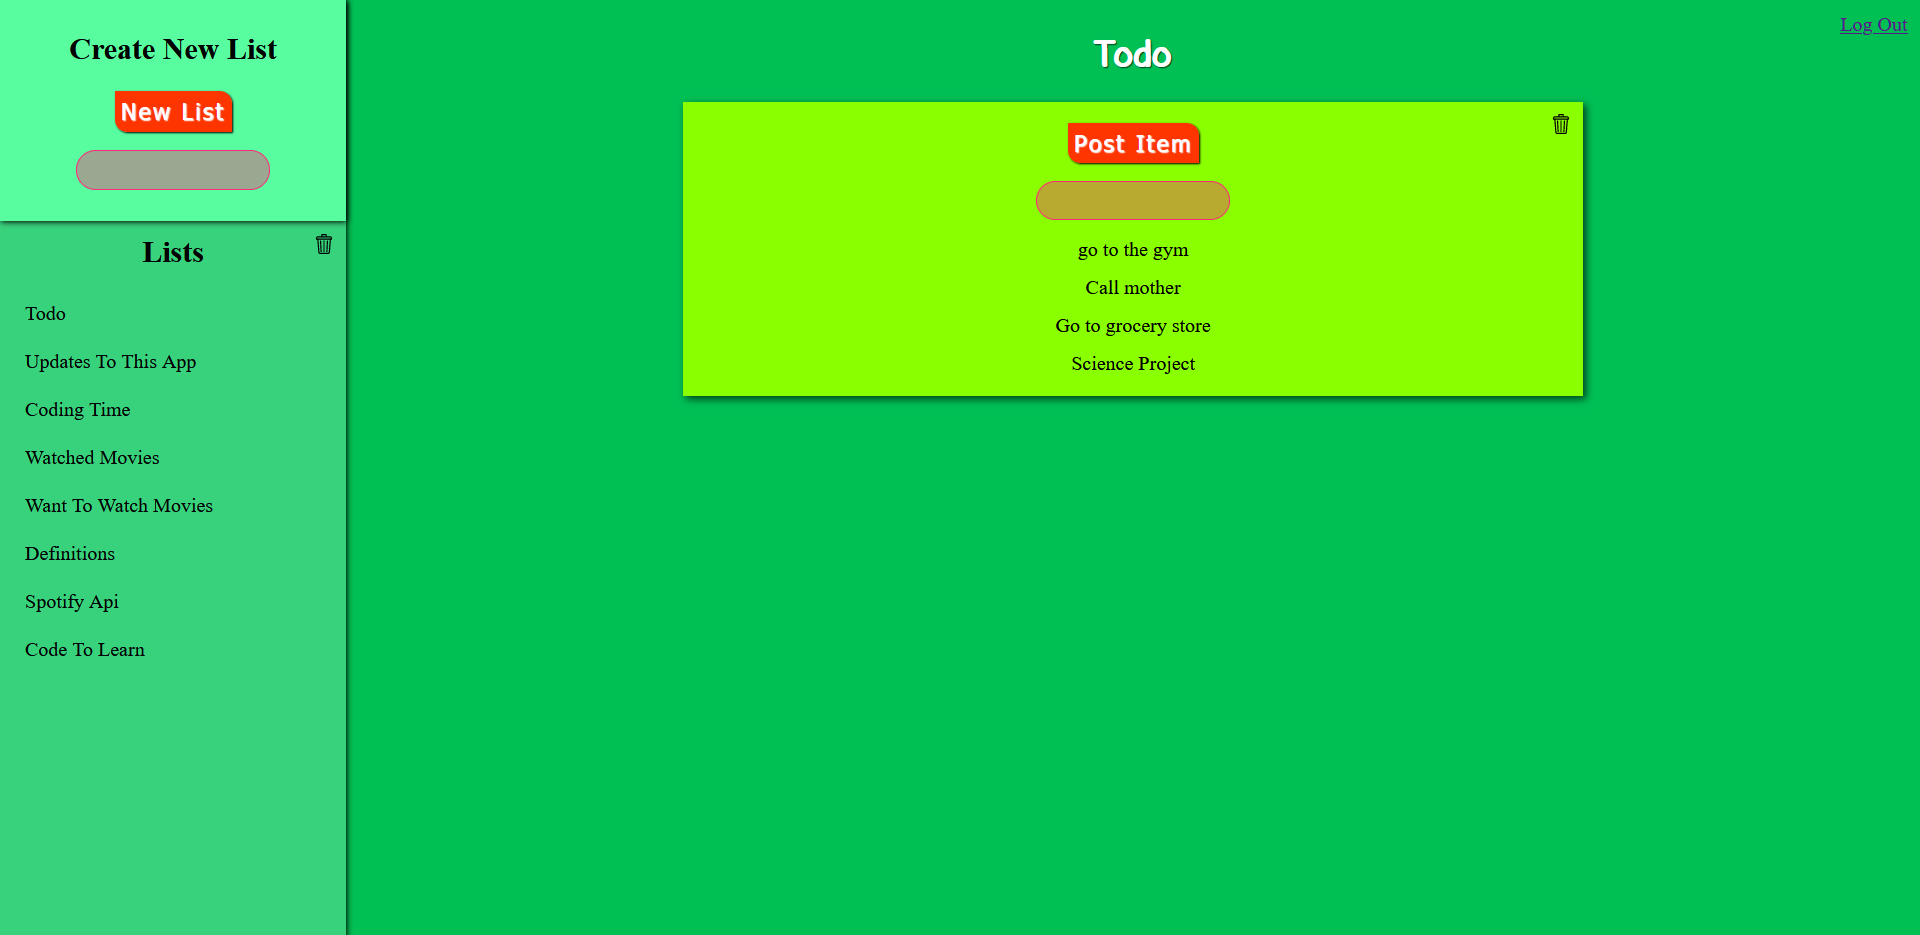 Create New List
New List
Lists
Todo
Updates To This App
Coding Time
Watched Movies
Want To Watch Movies
Definitions
Spotify Api
Code To Learn
Log Out
Todo
Post Item
go to the gym
Call mother
Go to grocery store
Science Project